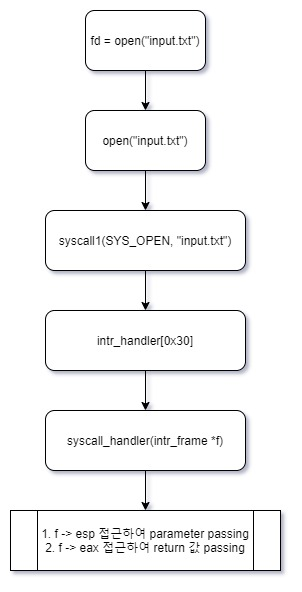 fd = open("input.txt")
open("input.txt")
syscall1(SYS_OPEN, "input.txt")
intr_handler[0x30]
syscall_handler(intr_frame *f)
1. f -> esp 접근하여 parameter passing
2. f -> eax 접근하여 return 값 passing